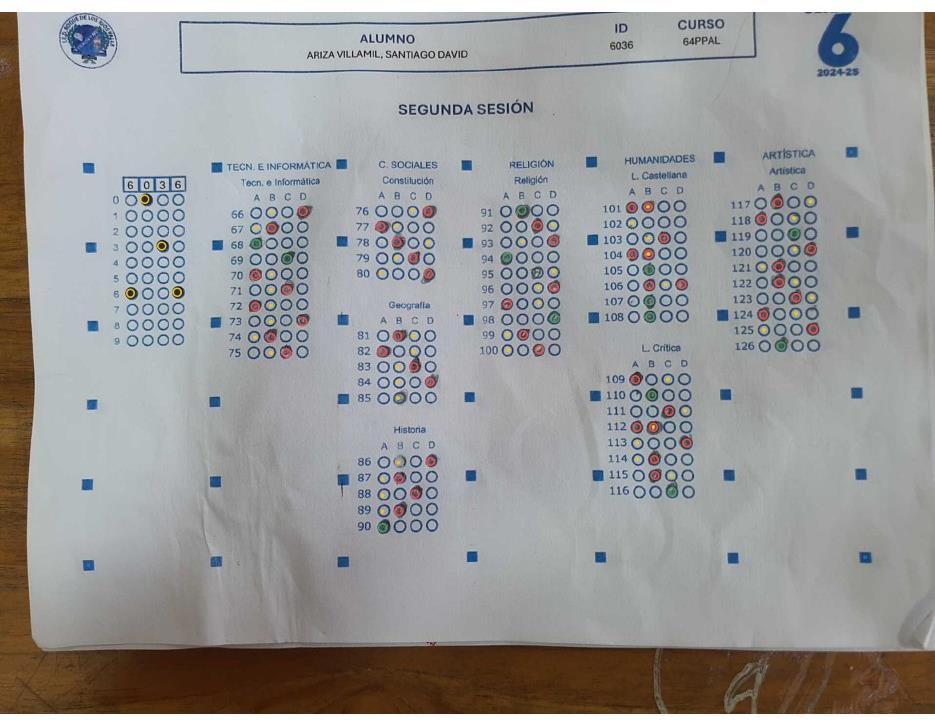 ALUMNO
ARIZA VILLAMIL, SANTIAGO DAVID
ID
6036
CURSO
64PPAL
6
2024-25
SEGUNDA SESIÓN
6 0 3 6
0
1
2
3
4
5
6
7
8
9
TECN. E INFORMÁTICA
Tecn. e Informática
A B C D
66
67
68
69
70
71
72
73
74
75
C. SOCIALES
Constitución
A B C D
76
77
78
79
80
Geografía
A B C D
81
82
83
84
85
Historia
A B C D
86
87
88
89
90
RELIGIÓN
Religión
A B C D
91
92
93
94
95
96
97
98
99
100
HUMANIDADES
L. Castellana
A B C D
101
102
103
104
105
106
107
108
L. Crítica
A B C D
109
110
111
112
113
114
115
116
ARTÍSTICA
Artística
A B C D
117
118
119
120
121
122
123
124
125
126